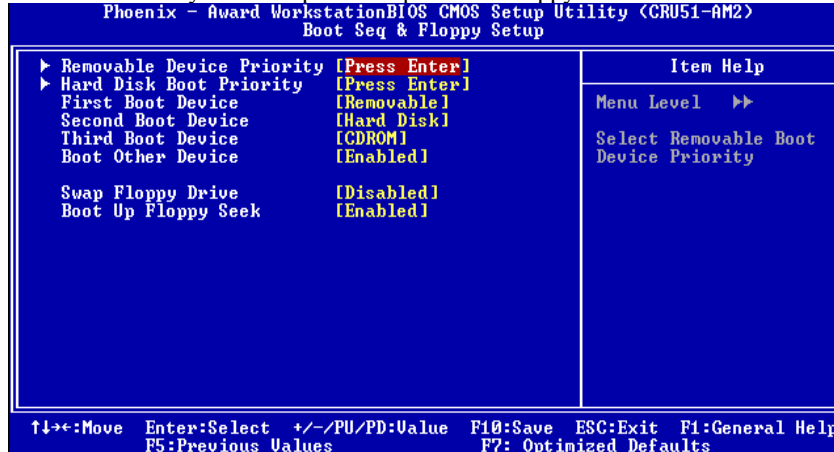 Phoenix - Award WorkstationBIOS CMOS Setup Utility (CRU51-AM2)
Boot Seq & Floppy Setup
Removable Device Priority [Press Enter]
Hard Disk Boot Priority [Press Enter]
First Boot Device [Removable]
Second Boot Device [Hard Disk]
Third Boot Device [CDROM]
Boot Other Device [Enabled]
Swap Floppy Drive [Disabled]
Boot Up Floppy Seek [Enabled]
Item Help
Menu Level ▶▶
Select Removable Boot
Device Priority
↑↓→←:Move Enter:Select +/-/PU/PD:Value F10:Save ESC:Exit F1:General Help
F5:Previous Values F7: Optimized Defaults